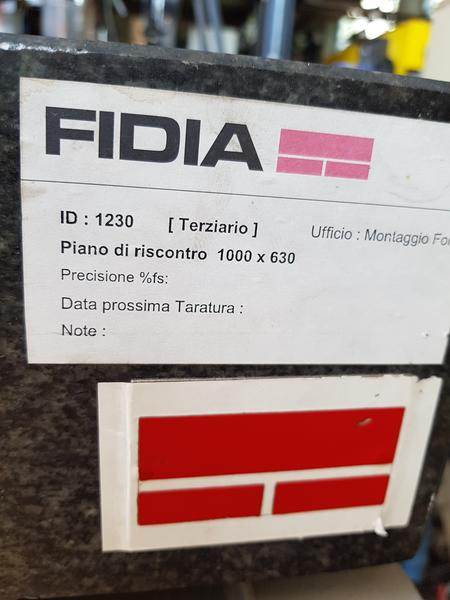 FIDIA
ID : 1230 [ Terziario ] Ufficio : Montaggio
Piano di riscontro 1000 x 630
Precisione %fs:
Data prossima Taratura :
Note :